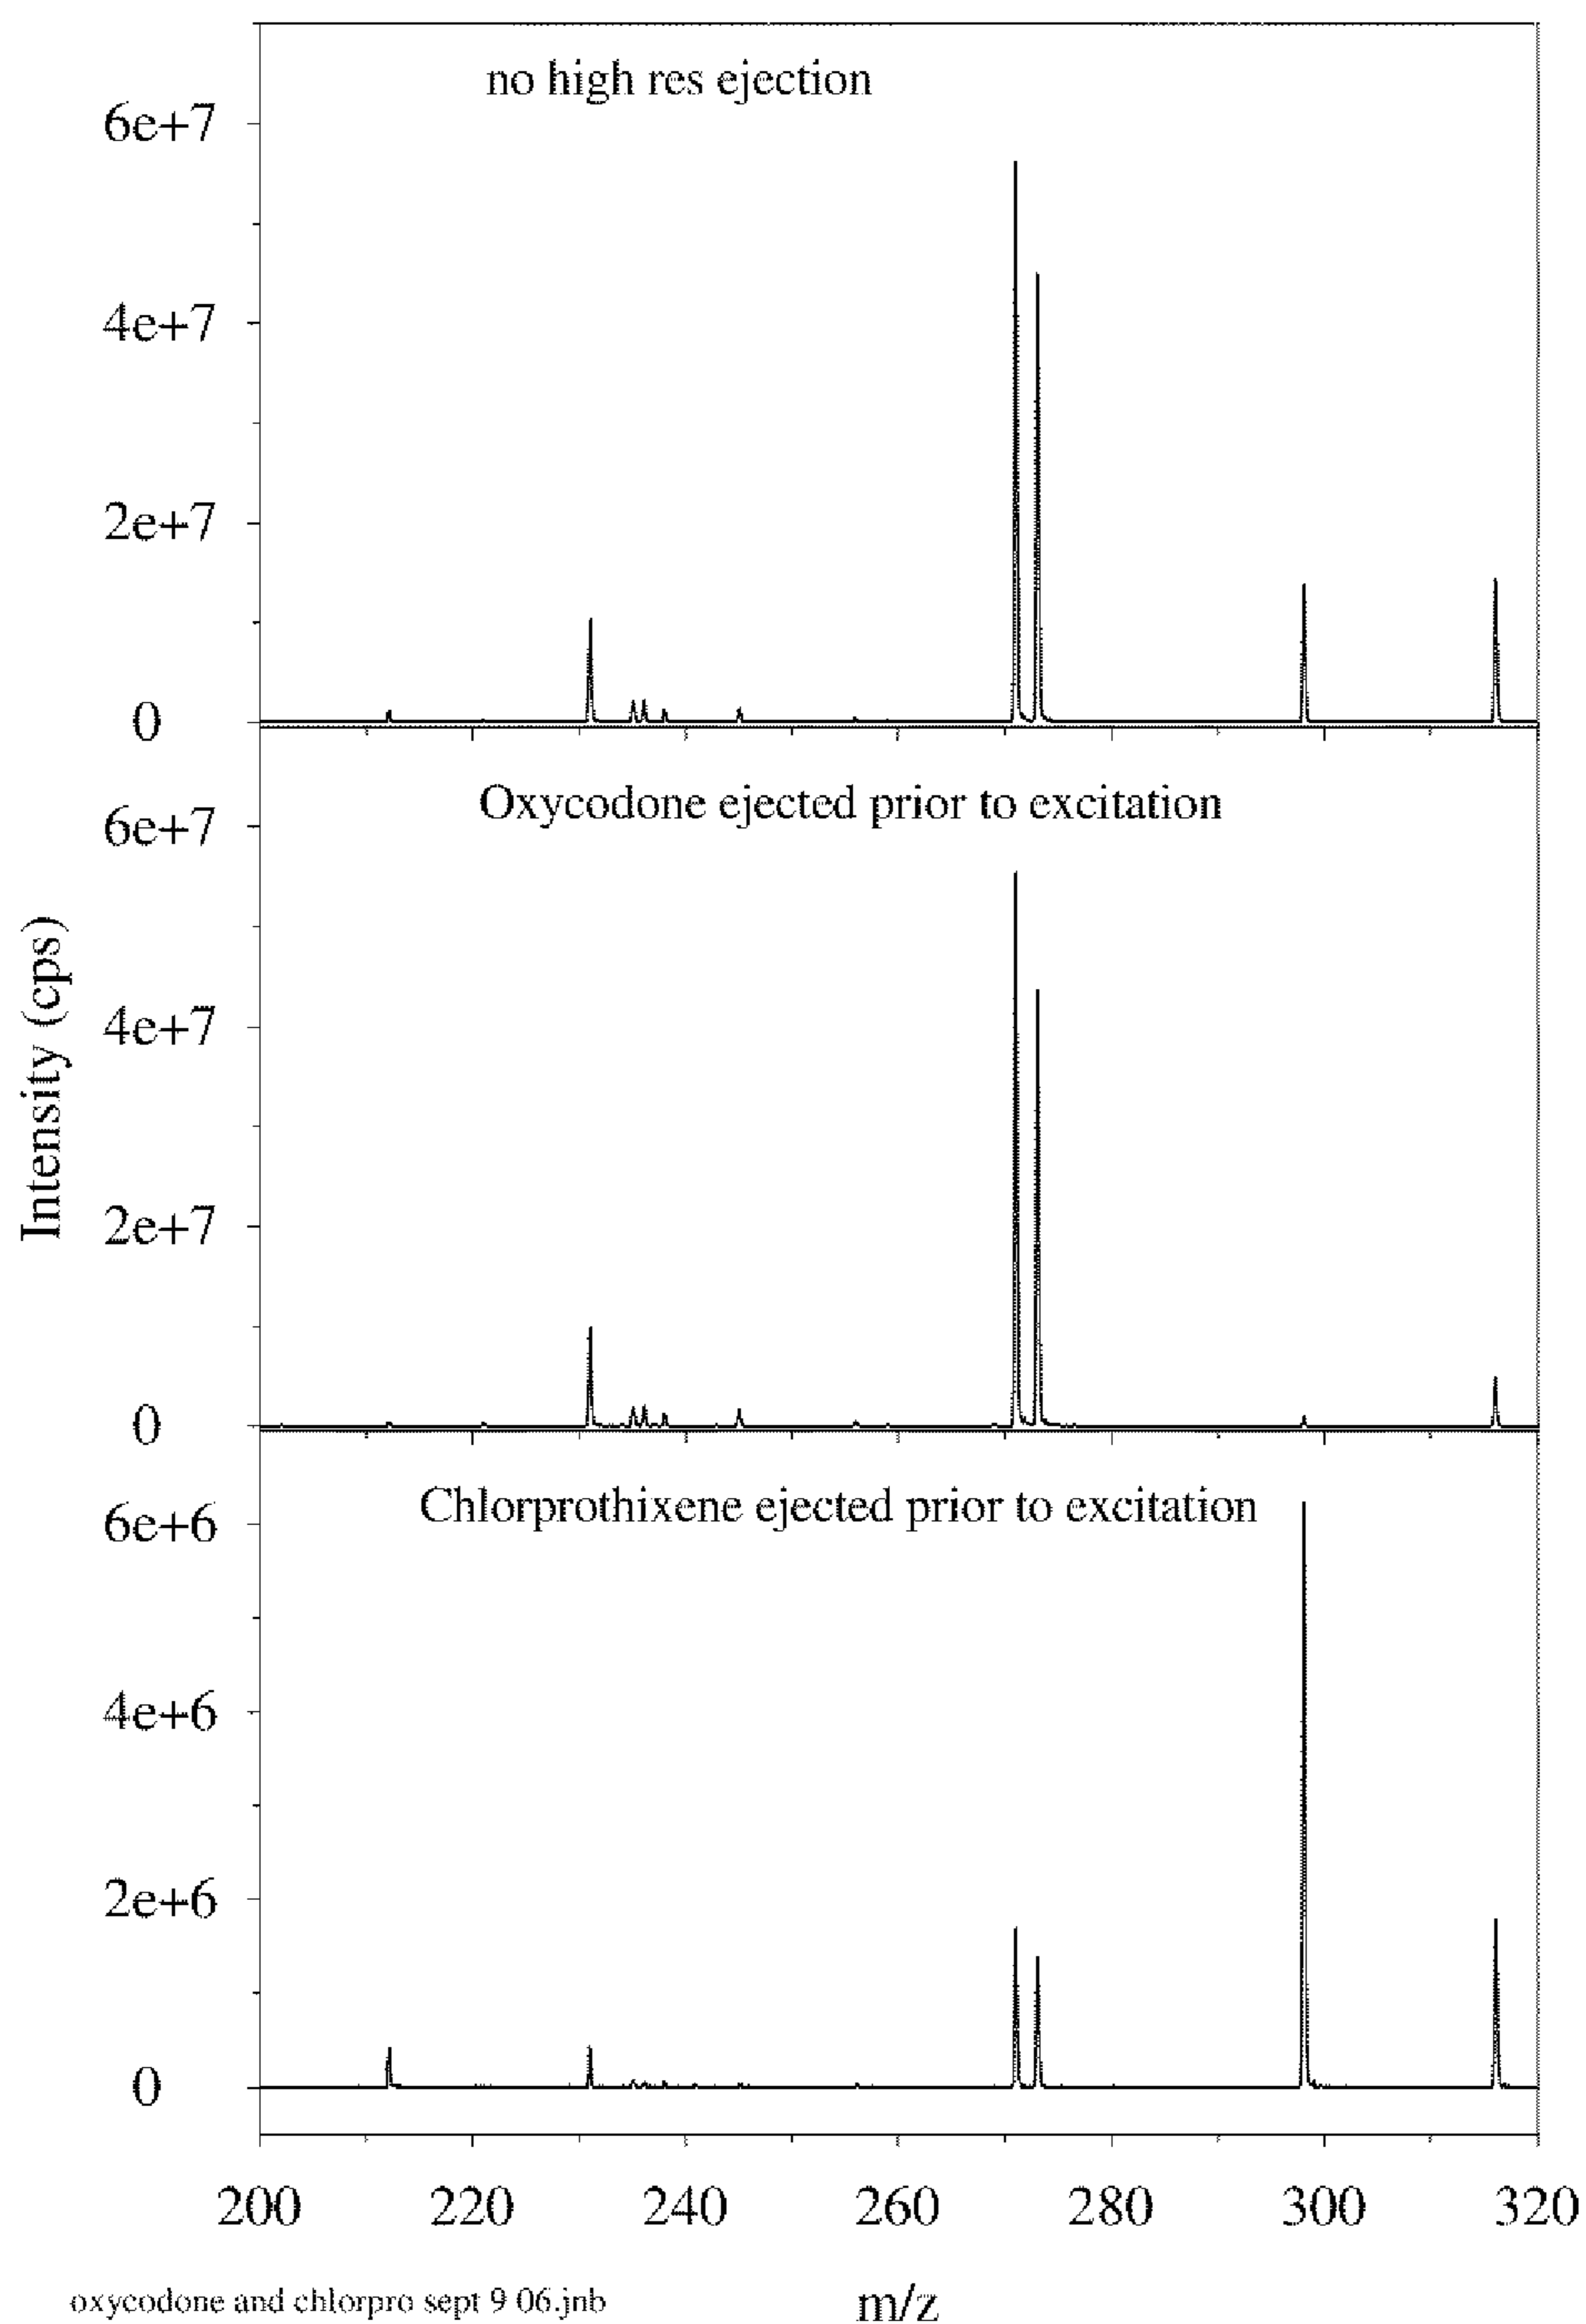 no high res ejection
6e+7
4e+7
2e+7
0
Oxycodone ejected prior to excitation
6e+7
4e+7
2e+7
0
Intensity (cps)
Chlorprothixene ejected prior to excitation
6e+6
4e+6
2e+6
0
200 220 240 260 280 300 320
oxycodone and chlorpro sept 9 06.jnb
m/z